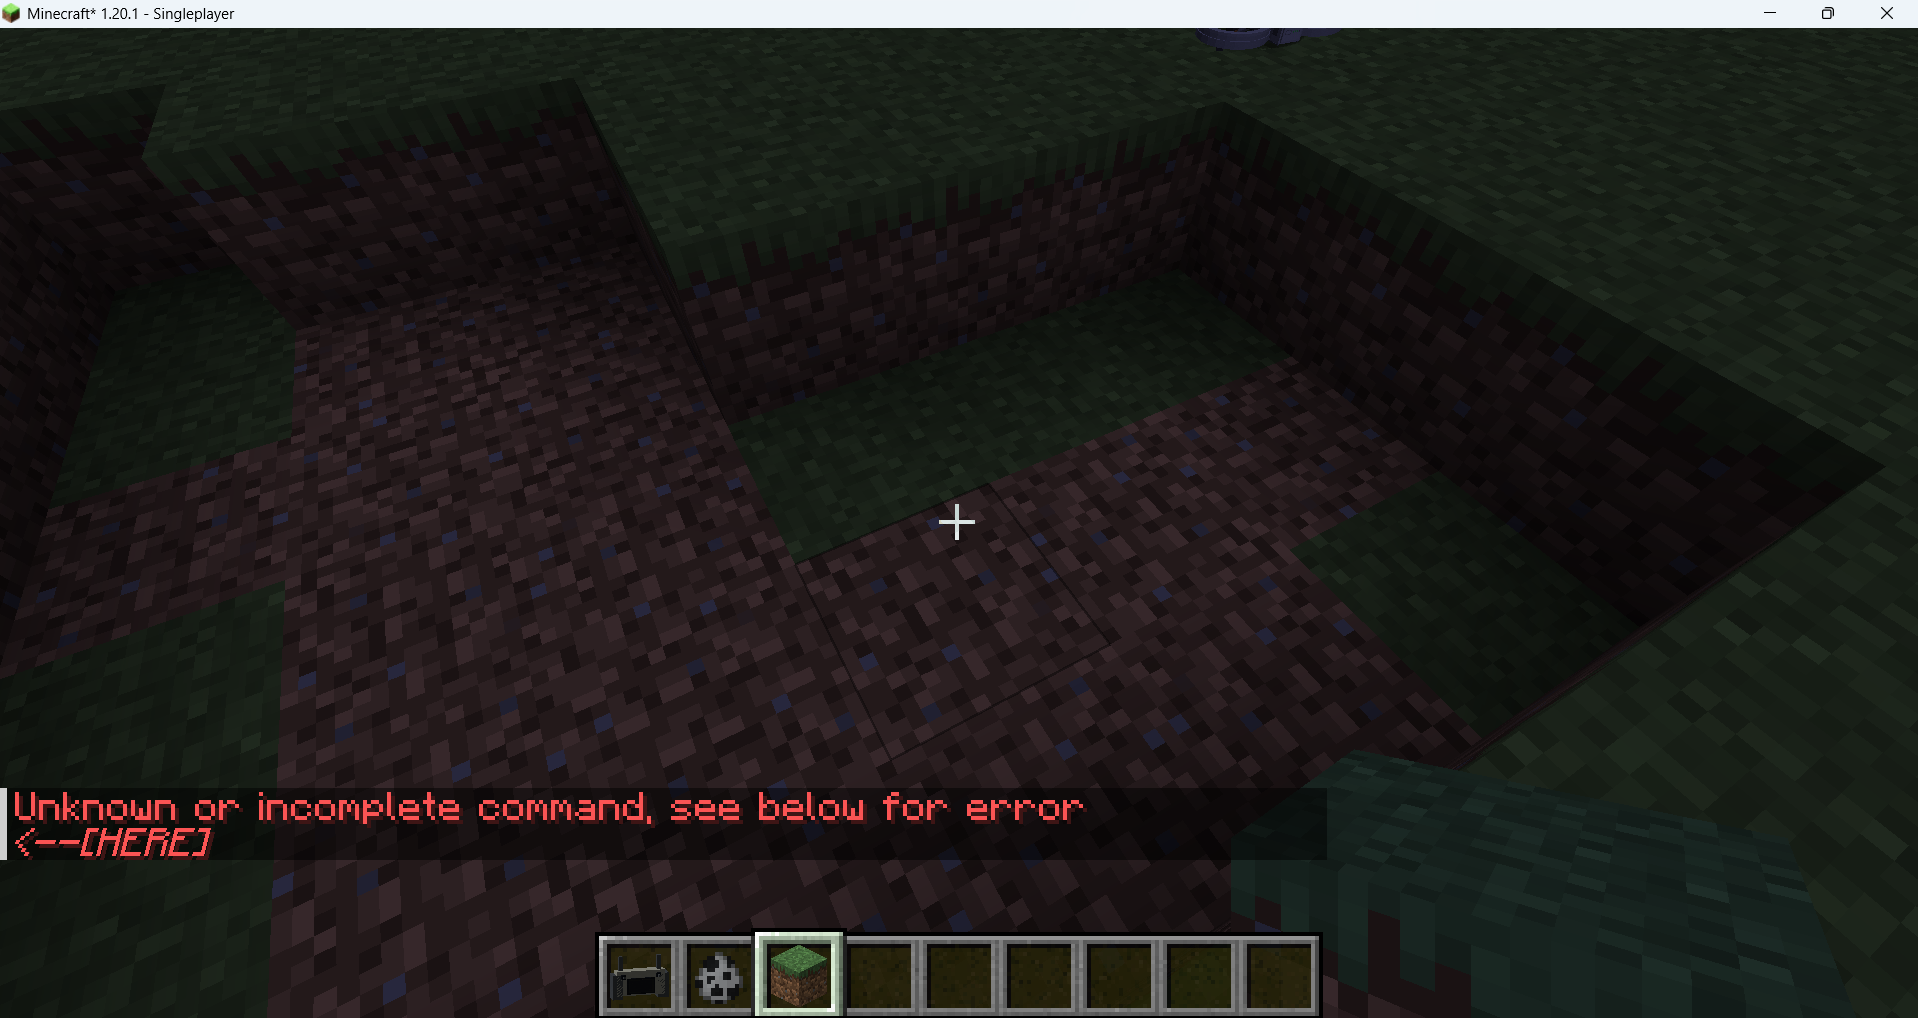 Minecraft* 1.20.1 - Singleplayer
Unknown or incomplete command, see below for error
<--[HERE]